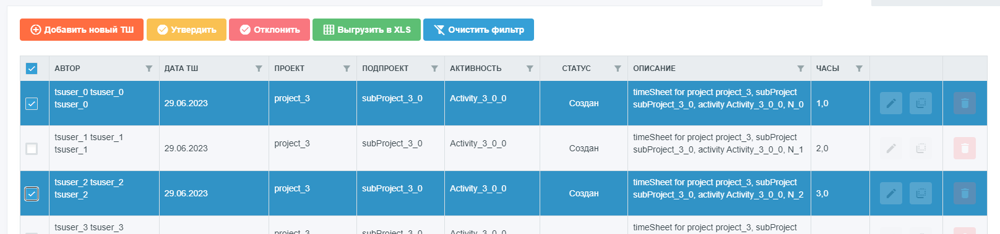 Добавить новый ТШ Утвердить Отклонить Выгрузить в XLS Очистить фильтр
АВТОР ДАТА ТШ ПРОЕКТ ПОДПРОЕКТ АКТИВНОСТЬ СТАТУС ОПИСАНИЕ ЧАСЫ
tsuser_0 tsuser_0
tsuser_0
29.06.2023
project_3
subProject_3_0
Activity_3_0_0
Создан
timeSheet for project project_3, subProject
subProject_3_0, activity Activity_3_0_0, N_0
1,0
tsuser_1 tsuser_1
tsuser_1
29.06.2023
project_3
subProject_3_0
Activity_3_0_0
Создан
timeSheet for project project_3, subProject
subProject_3_0, activity Activity_3_0_0, N_1
2,0
tsuser_2 tsuser_2
tsuser_2
29.06.2023
project_3
subProject_3_0
Activity_3_0_0
Создан
timeSheet for project project_3, subProject
subProject_3_0, activity Activity_3_0_0, N_2
3,0
tsuser_3 tsuser_3
project_3
subProject_3_0
Activity_3_0_0
timeSheet for project project_3, subProject